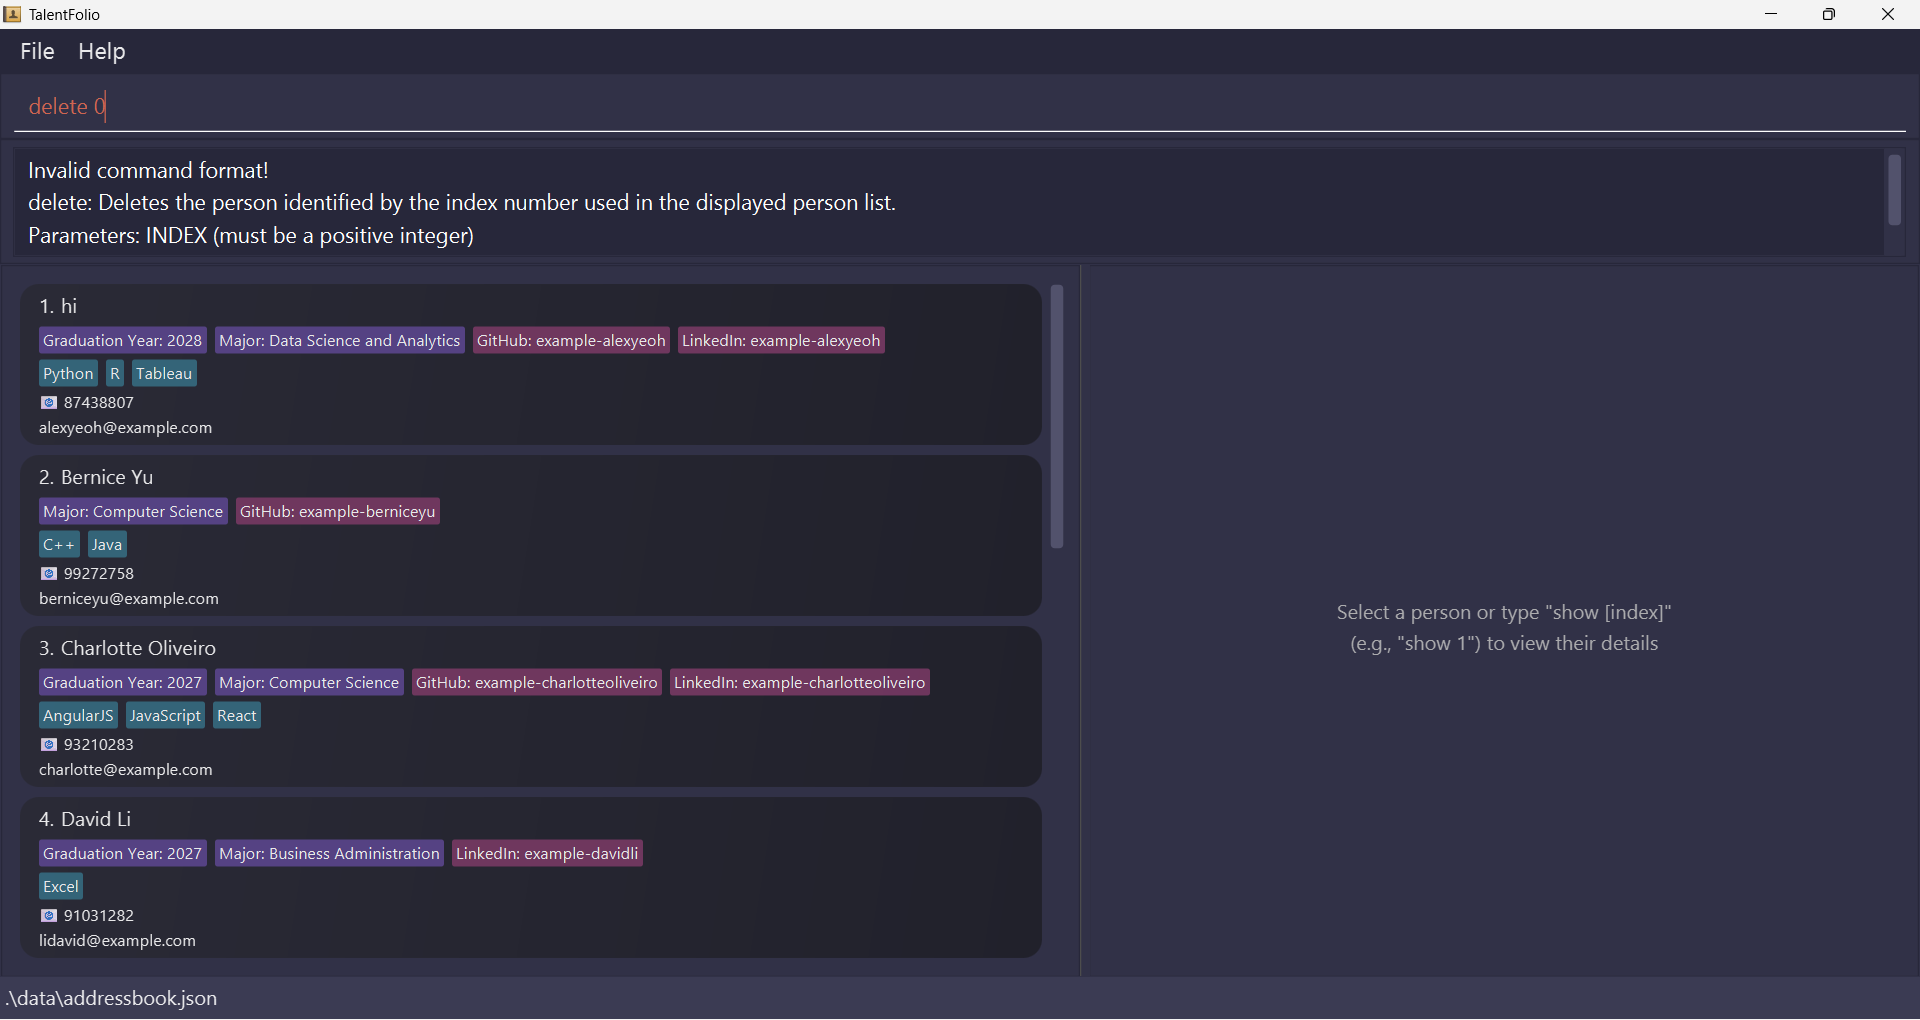 TalentFolio
File Help
delete 0
Invalid command format!
delete: Deletes the person identified by the index number used in the displayed person list.
Parameters: INDEX (must be a positive integer)
1. hi
Graduation Year: 2028 Major: Data Science and Analytics GitHub: example-alexyeoh LinkedIn: example-alexyeoh
Python R Tableau
87438807
alexyeoh@example.com
2. Bernice Yu
Major: Computer Science GitHub: example-berniceyu
C++ Java
99272758
berniceyu@example.com
3. Charlotte Oliveiro
Graduation Year: 2027 Major: Computer Science GitHub: example-charlotteoliveiro LinkedIn: example-charlotteoliveiro
AngularJS JavaScript React
93210283
charlotte@example.com
4. David Li
Graduation Year: 2027 Major: Business Administration LinkedIn: example-davidli
Excel
91031282
lidavid@example.com
Select a person or type "show [index]"
(e.g., "show 1") to view their details
.\data\addressbook.json